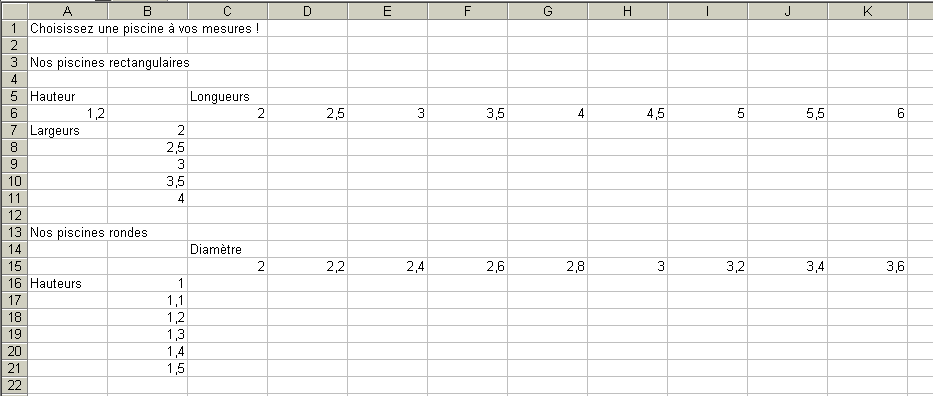 A B C D E F G H I J K
1 Choisissez une piscine à vos mesures !
2
3 Nos piscines rectangulaires
4
5 Hauteur Longueurs
6 1,2 2 2,5 3 3,5 4 4,5 5 5,5 6
7 Largeurs 2
8 2,5
9 3
10 3,5
11 4
12
13 Nos piscines rondes
14 Diamètre
15 2 2,2 2,4 2,6 2,8 3 3,2 3,4 3,6
16 Hauteurs 1
17 1,1
18 1,2
19 1,3
20 1,4
21 1,5
22